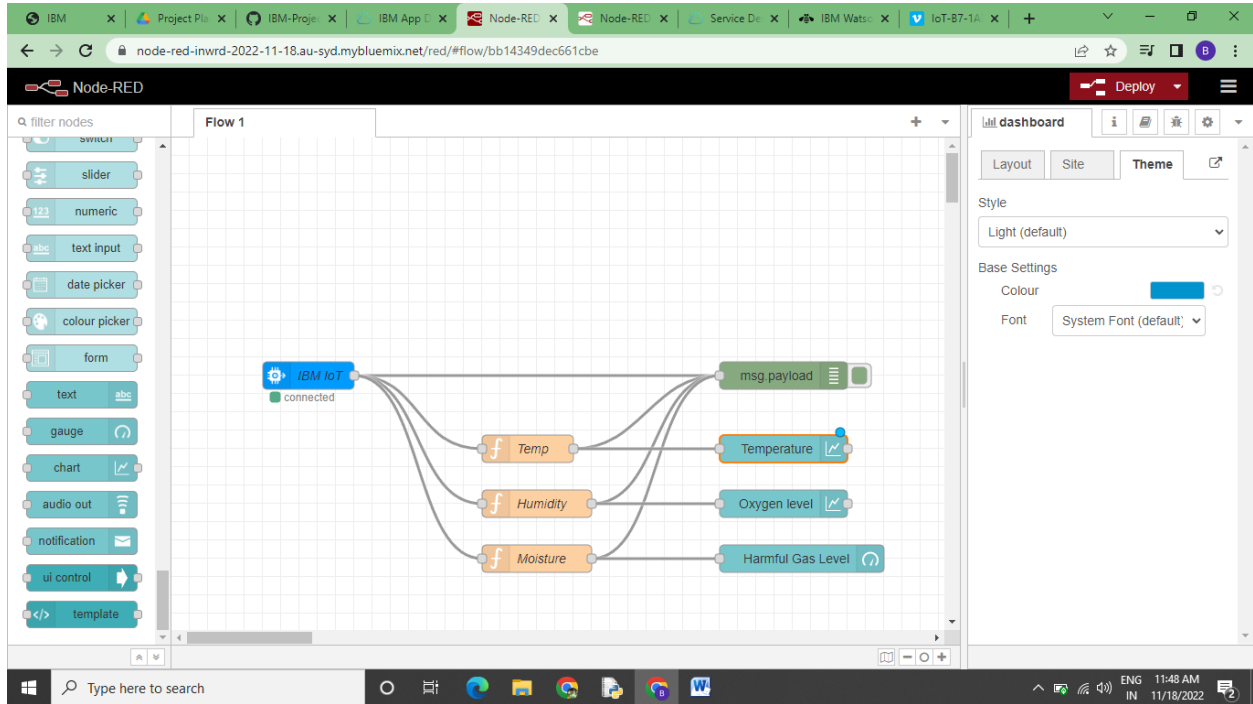 IBM
Project Pla
IBM-Projec
IBM App D
Node-RED
Node-RED
Service De
IBM Watso
IoT-B7-1A
node-red-inwrd-2022-11-18.au-syd.mybluemix.net/red/#flow/bb14349dec661cbe
B
Node-RED
Deploy
filter nodes
Flow 1
dashboard
i
switch
slider
123 numeric
abc text input
date picker
colour picker
form
text abc
gauge
chart
audio out
notification
ui control
</> template
IBM IoT
connected
msg.payload
f Temp
Temperature
f Humidity
Oxygen level
f Moisture
Harmful Gas Level
Layout
Site
Theme
Style
Light (default)
Base Settings
Colour
Font
System Font (default)
Type here to search
W
ENG
IN
11:48 AM
11/18/2022
2